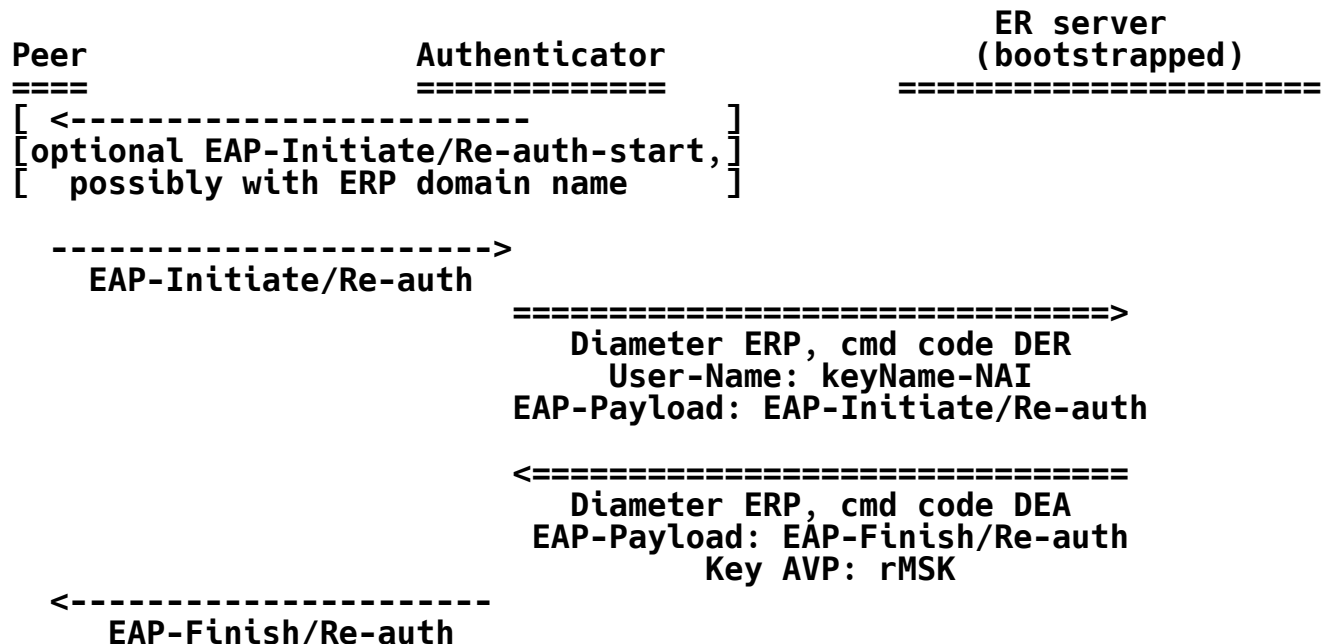 ER server
Peer                 Authenticator                (bootstrapped)
====                 =============            ======================
[ <------------------------          ]
[optional EAP-Initiate/Re-auth-start,]
[  possibly with ERP domain name     ]

  ----------------------->
    EAP-Initiate/Re-auth
                          ===============================>
                             Diameter ERP, cmd code DER
                               User-Name: keyName-NAI
                          EAP-Payload: EAP-Initiate/Re-auth

                          <===============================
                             Diameter ERP, cmd code DEA
                           EAP-Payload: EAP-Finish/Re-auth
                                    Key AVP: rMSK
  <----------------------
     EAP-Finish/Re-auth